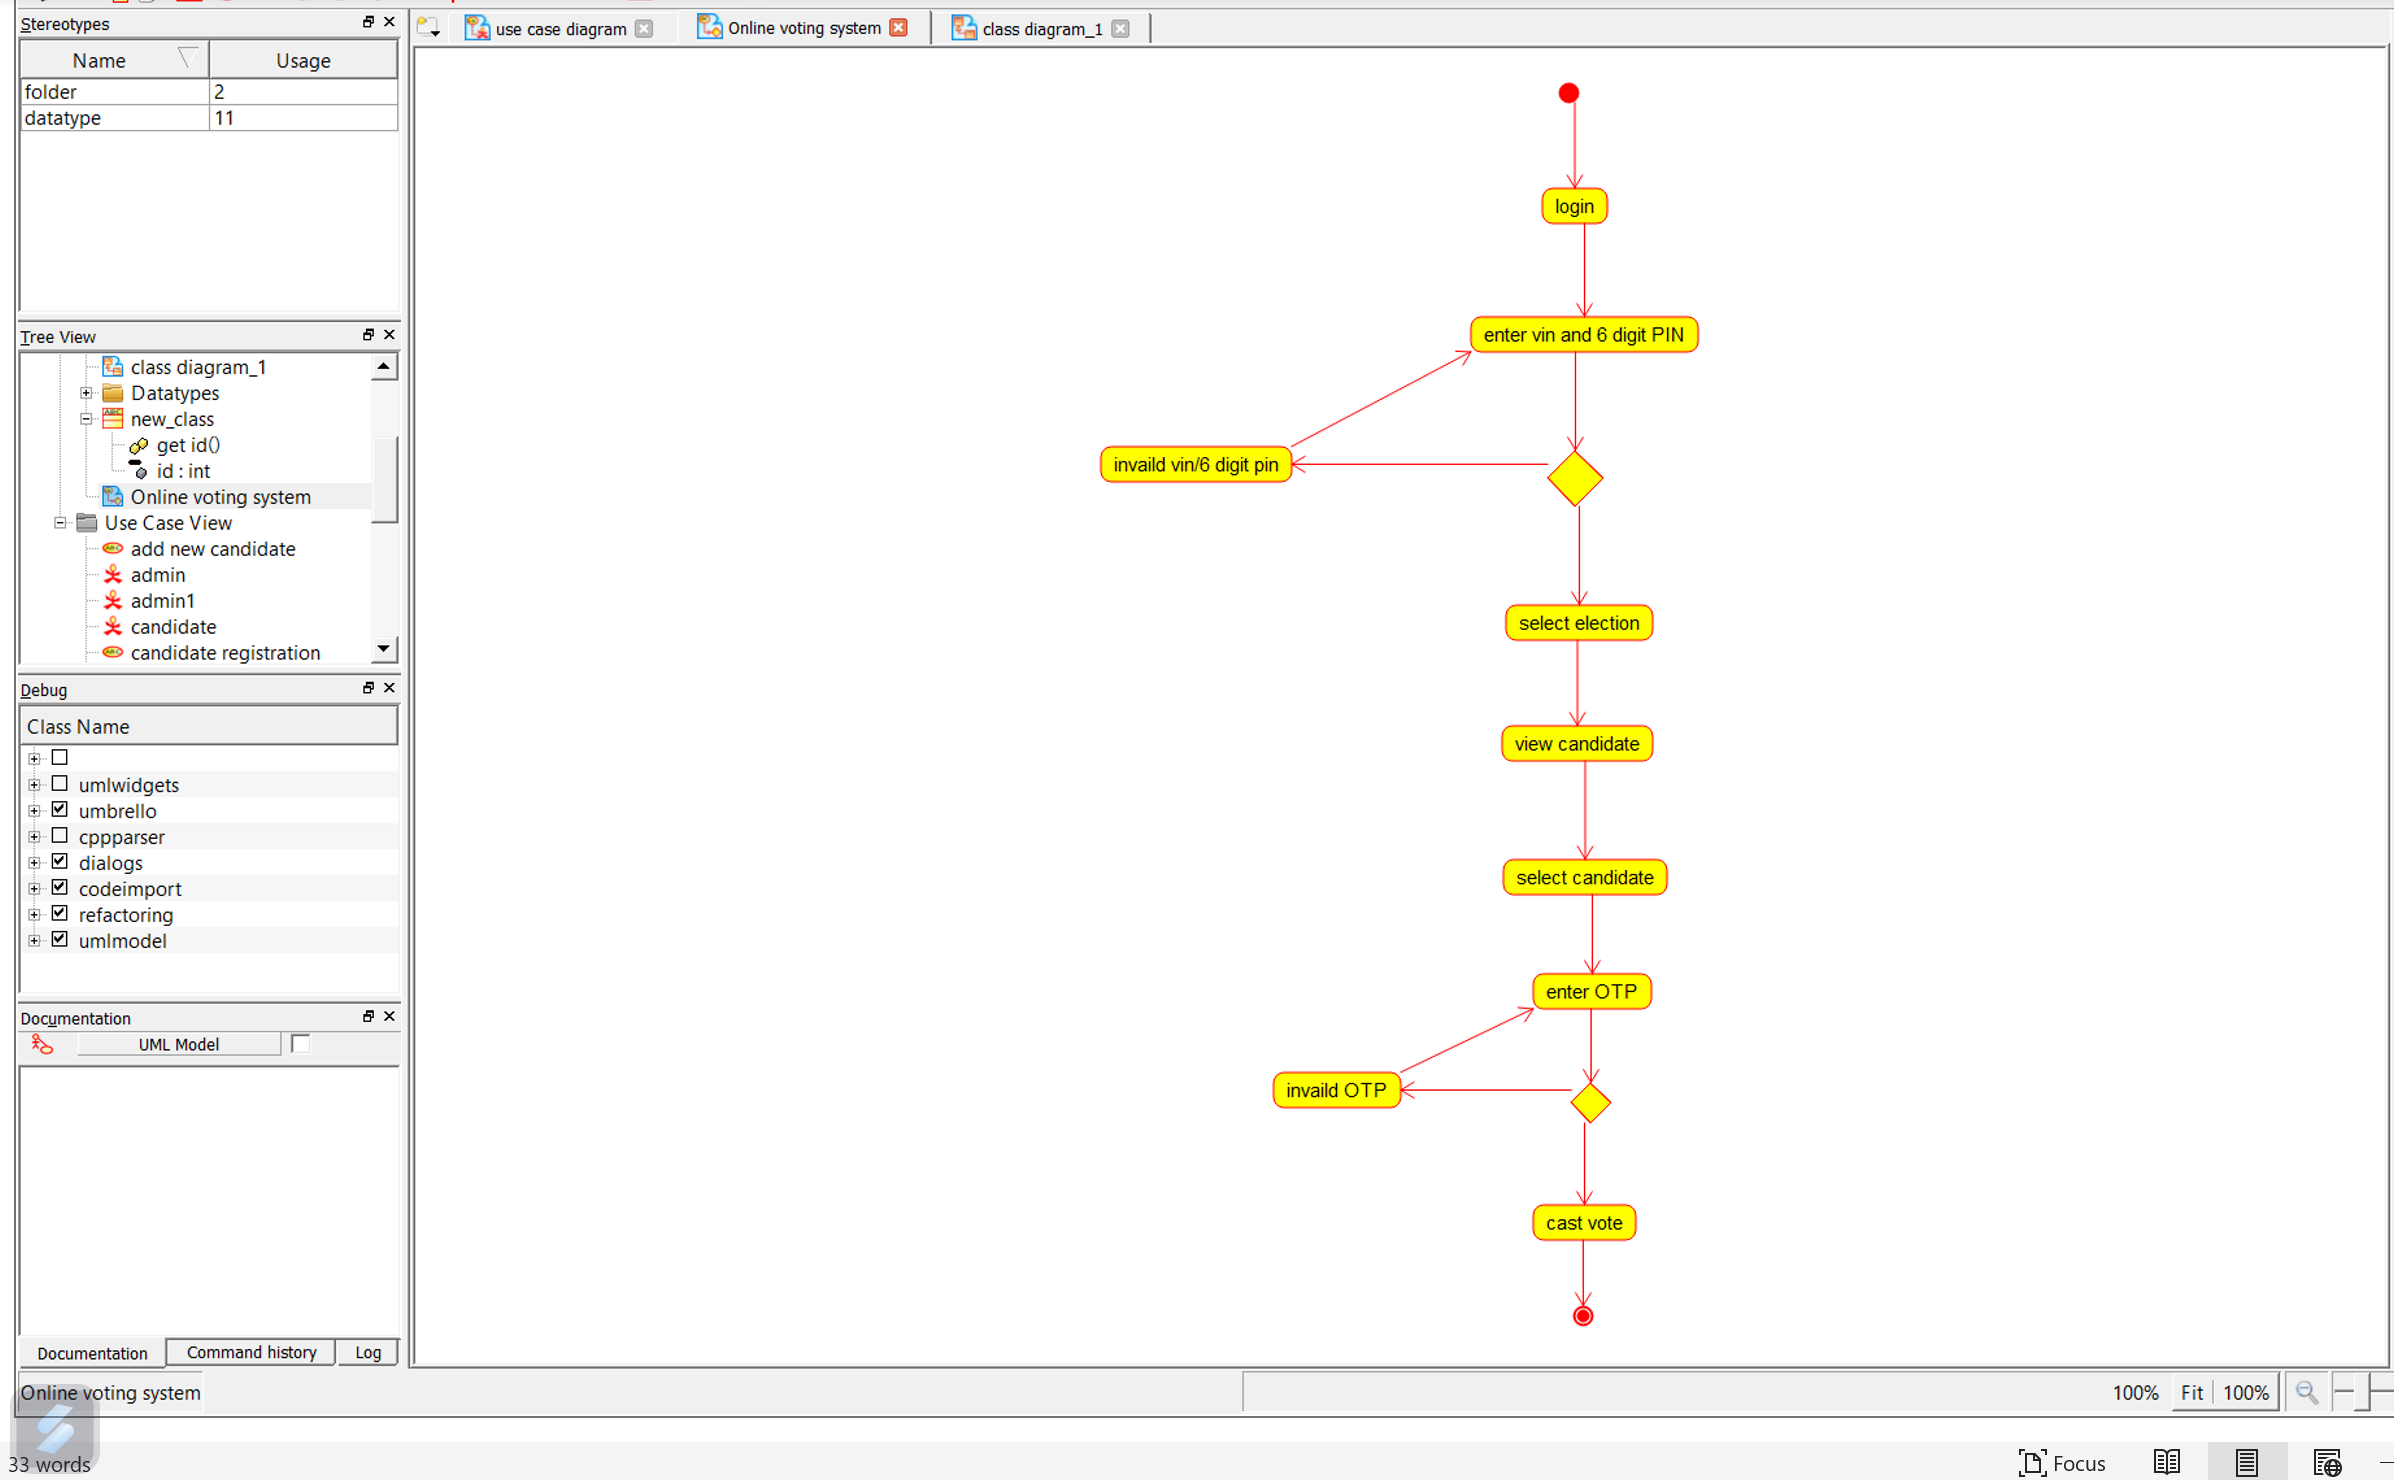 Stereotypes
Name Usage
folder 2
datatype 11
Tree View
class diagram_1
Datatypes
new_class
get id()
id : int
Online voting system
Use Case View
add new candidate
admin
admin1
candidate
candidate registration
Debug
Class Name
umlwidgets
umbrello
cppparser
dialogs
codeimport
refactoring
umlmodel
Documentation
UML Model
Documentation Command history Log
Online voting system
33 words
use case diagram Online voting system class diagram_1
login
enter vin and 6 digit PIN
invaild vin/6 digit pin
select election
view candidate
select candidate
enter OTP
invaild OTP
cast vote
100% Fit 100%
Focus